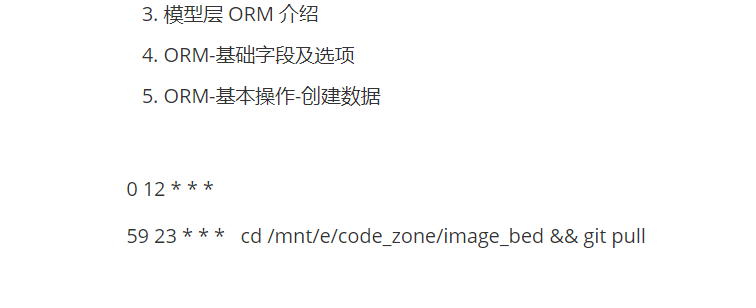 3. 模型层 ORM 介绍
4. ORM-基础字段及选项
5. ORM-基本操作-创建数据
0 12 * * *
59 23 * * *   cd /mnt/e/code_zone/image_bed && git pull